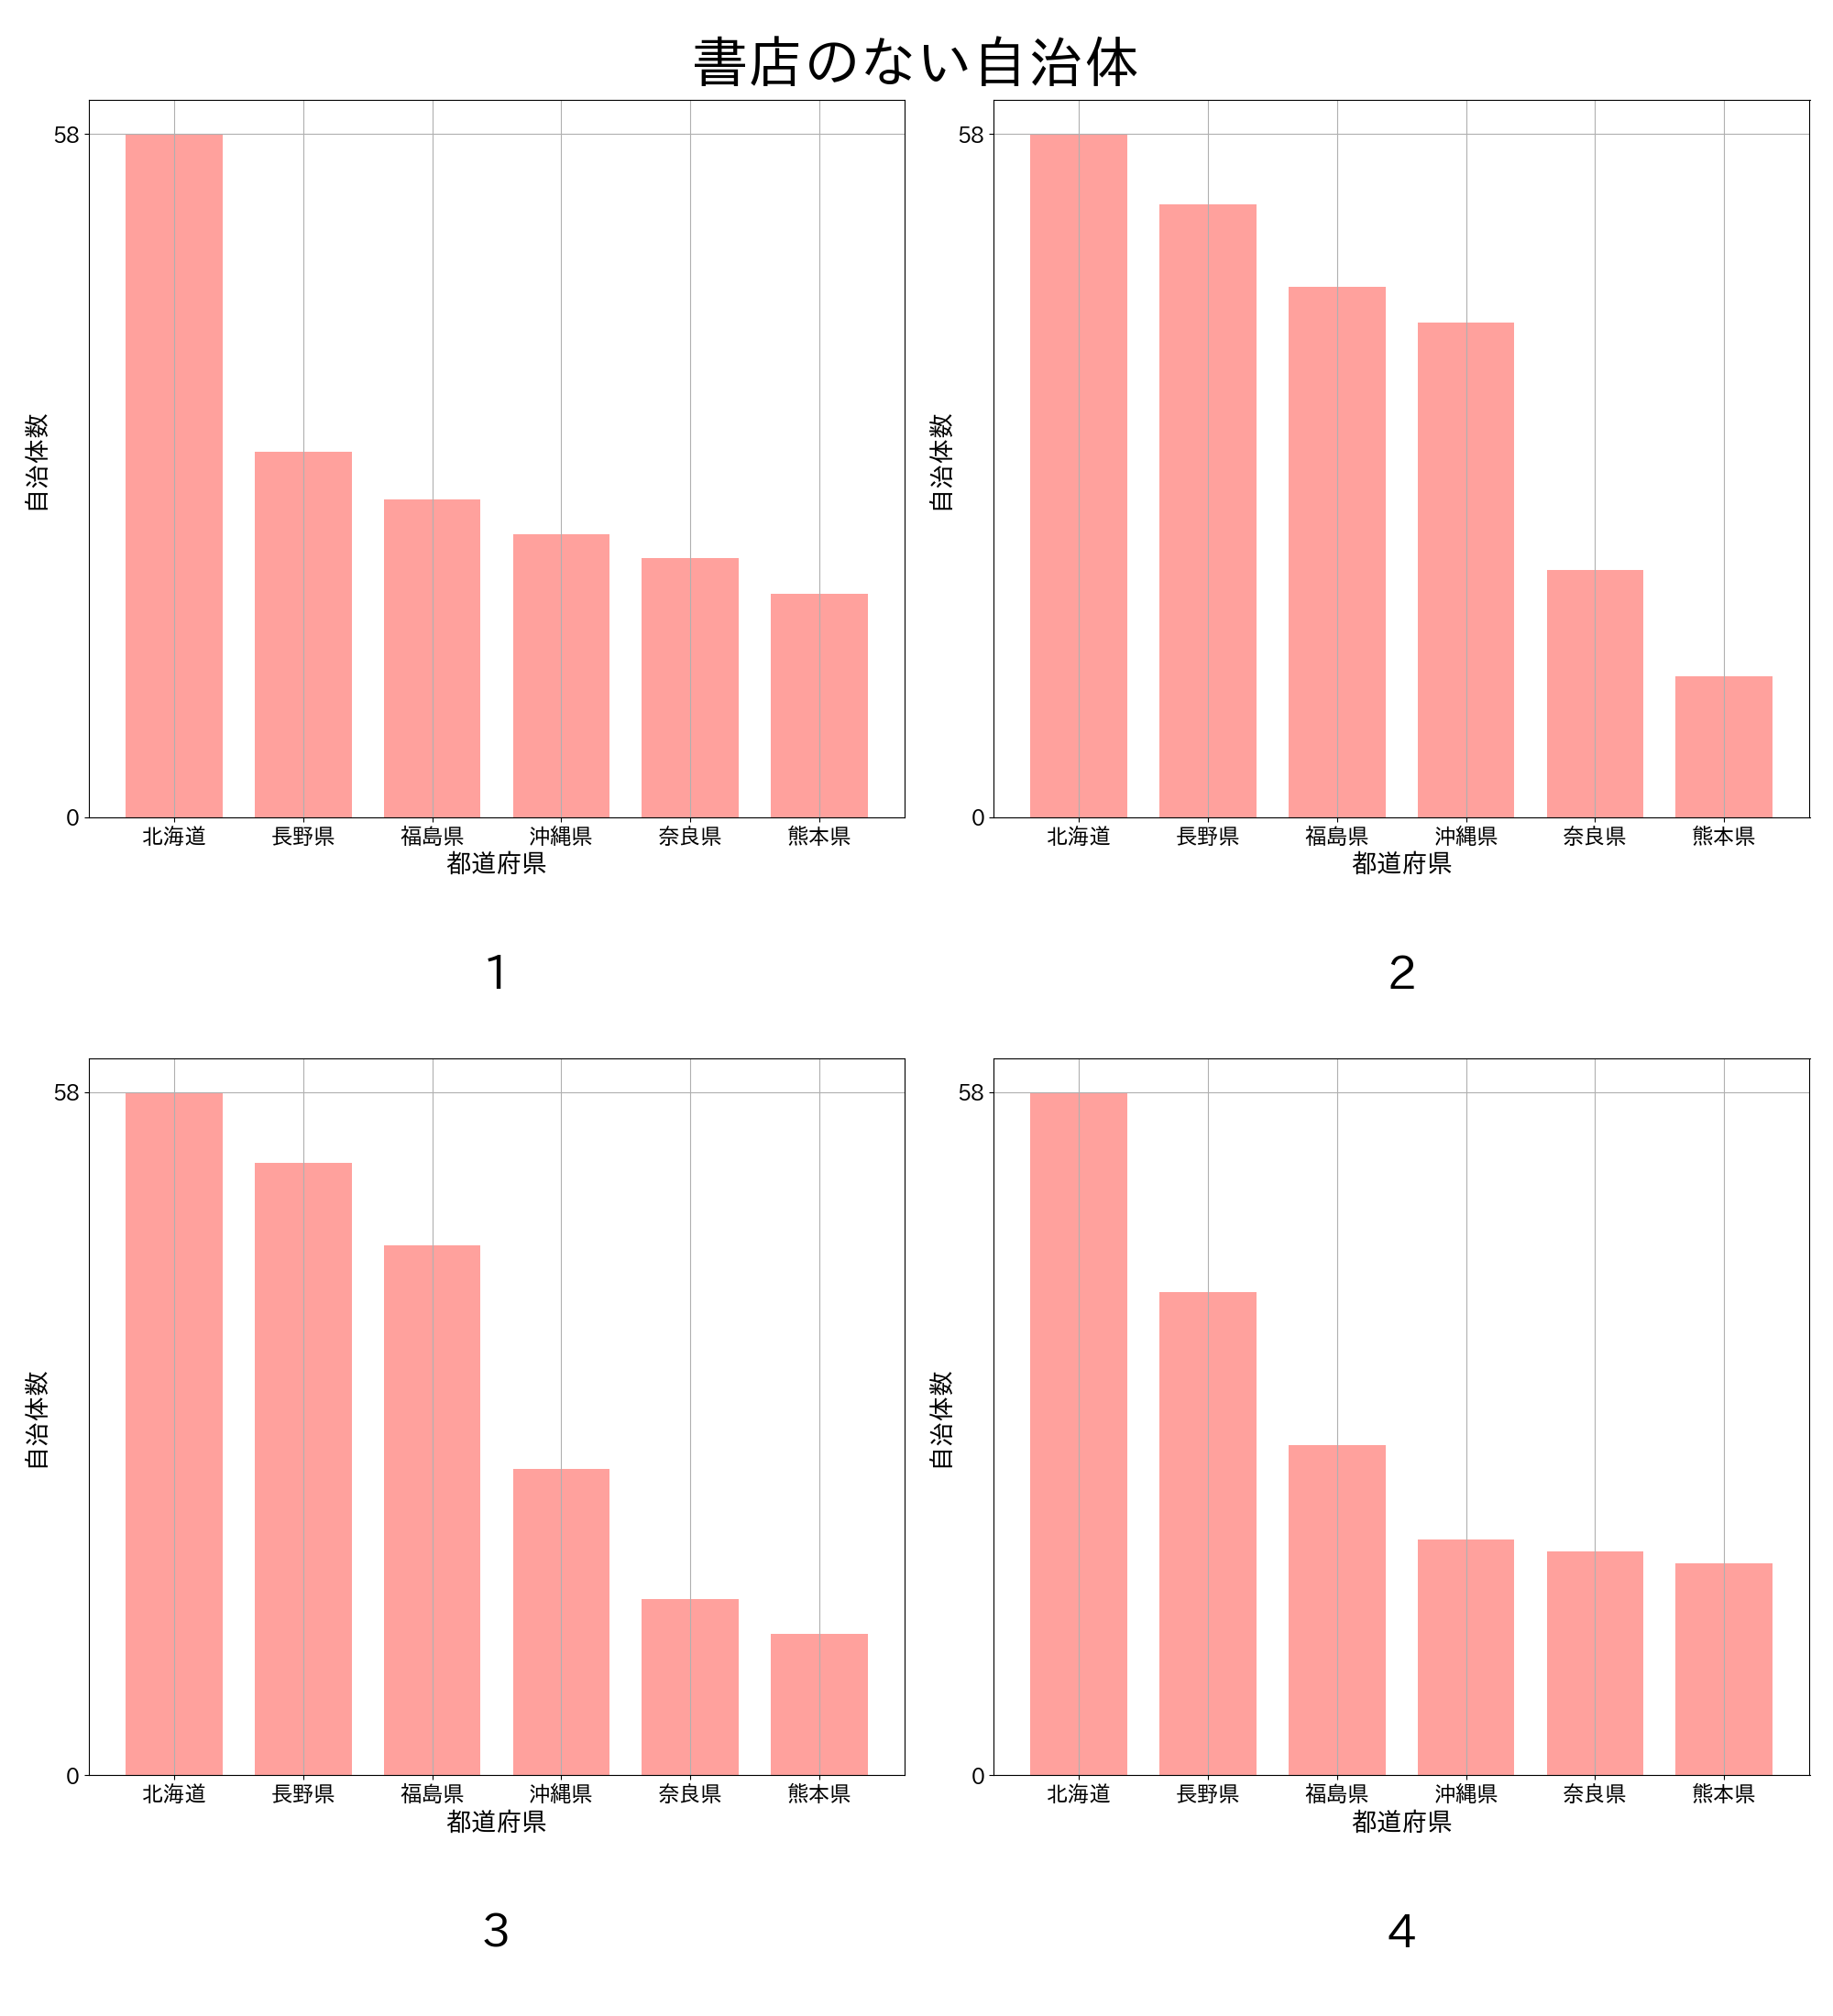 書店のない自治体
58
0
自治体数
北海道 長野県 福島県 沖縄県 奈良県 熊本県
都道府県
1
58
0
自治体数
北海道 長野県 福島県 沖縄県 奈良県 熊本県
都道府県
2
58
0
自治体数
北海道 長野県 福島県 沖縄県 奈良県 熊本県
都道府県
3
58
0
自治体数
北海道 長野県 福島県 沖縄県 奈良県 熊本県
都道府県
4